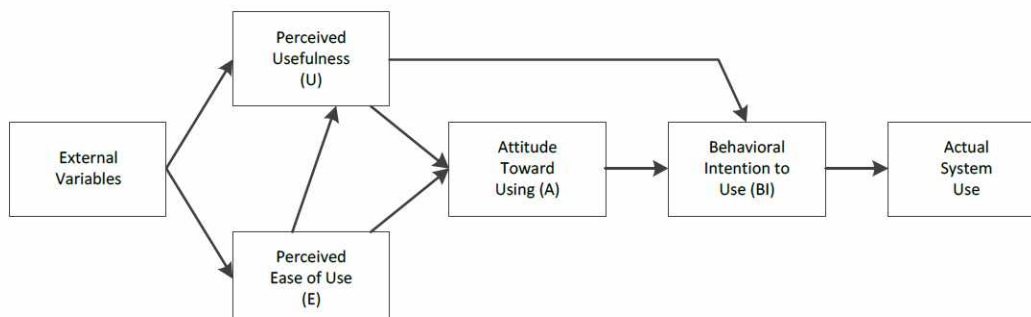 Perceived
Usefulness
(U)
External
Variables
Attitude
Toward
Using (A)
Behavioral
Intention to
Use (BI)
Actual
System
Use
Perceived
Ease of Use
(E)